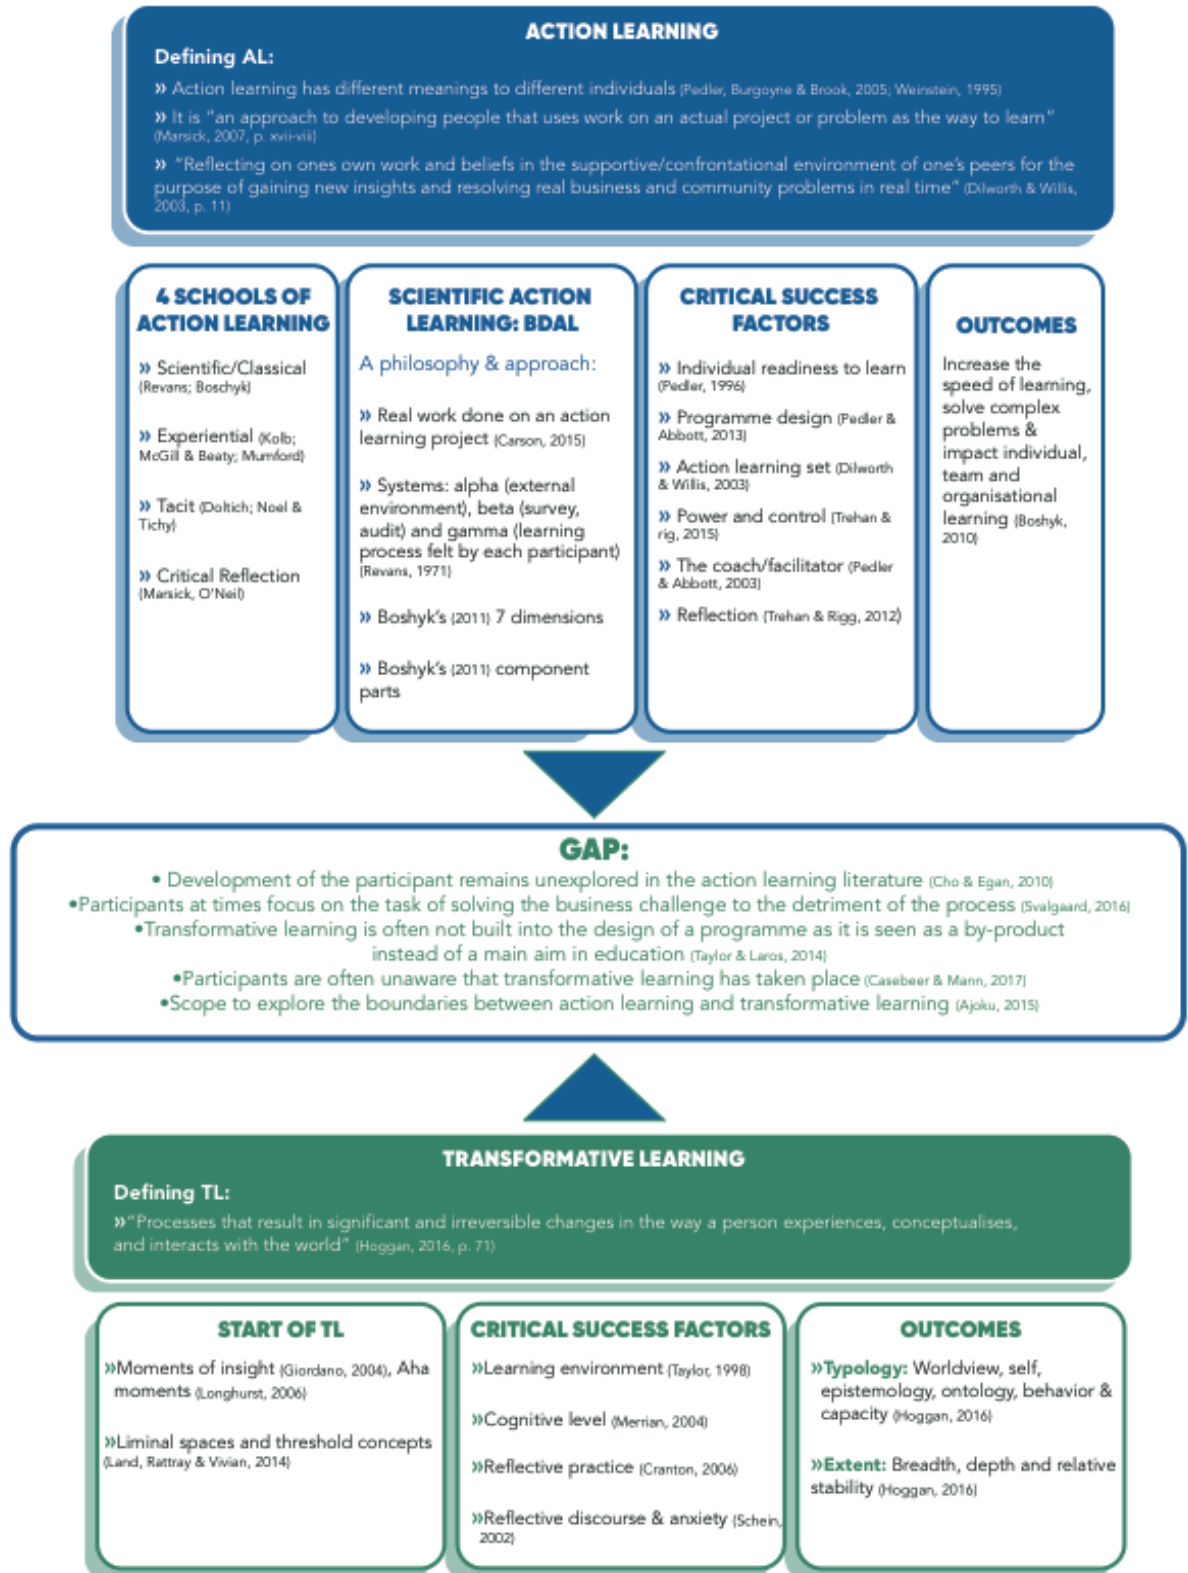 ACTION LEARNING
Defining AL:
» Action learning has different meanings to different individuals (Pedler, Burgoyne & Brook, 2005; Weinstein, 1995)
» It is "an approach to developing people that uses work on an actual project or problem as the way to learn"
(Marsick, 2007, p. xvii-viii)
» "Reflecting on ones own work and beliefs in the supportive/confrontational environment of one's peers for the
purpose of gaining new insights and resolving real business and community problems in real time" (Dilworth & Willis,
2003, p. 11)
4 SCHOOLS OF
ACTION LEARNING
» Scientific/Classical
(Revans; Boschyk)
» Experiential (Kolb;
McGill & Beaty; Mumford)
» Tacit (Doltich; Noel &
Tichy)
» Critical Reflection
(Marsick, O'Neil)
SCIENTIFIC ACTION
LEARNING: BDAL
A philosophy & approach:
» Real work done on an action
learning project (Carson, 2015)
» Systems: alpha (external
environment), beta (survey,
audit) and gamma (learning
process felt by each participant)
(Revans, 1971)
» Boshyk's (2011) 7 dimensions
» Boshyk's (2011) component
parts
CRITICAL SUCCESS
FACTORS
» Individual readiness to learn
(Pedler, 1996)
» Programme design (Pedler &
Abbott, 2013)
» Action learning set (Dilworth
& Willis, 2003)
» Power and control (Trehan &
rig, 2015)
» The coach/facilitator (Pedler
& Abbott, 2003)
» Reflection (Trehan & Rigg, 2012)
OUTCOMES
Increase the
speed of learning,
solve complex
problems &
impact individual,
team and
organisational
learning (Boshyk,
2010)
GAP:
• Development of the participant remains unexplored in the action learning literature (Cho & Egan, 2010)
•Participants at times focus on the task of solving the business challenge to the detriment of the process (Svalgaard, 2016)
•Transformative learning is often not built into the design of a programme as it is seen as a by-product
instead of a main aim in education (Taylor & Laros, 2014)
•Participants are often unaware that transformative learning has taken place (Casebeer & Mann, 2017)
•Scope to explore the boundaries between action learning and transformative learning (Ajoku, 2015)
TRANSFORMATIVE LEARNING
Defining TL:
»"Processes that result in significant and irreversible changes in the way a person experiences, conceptualises,
and interacts with the world" (Hoggan, 2016, p. 71)
START OF TL
»Moments of insight (Giordano, 2004), Aha
moments (Longhurst, 2006)
»Liminal spaces and threshold concepts
(Land, Rattray & Vivian, 2014)
CRITICAL SUCCESS FACTORS
»Learning environment (Taylor, 1998)
»Cognitive level (Merrian, 2004)
»Reflective practice (Cranton, 2006)
»Reflective discourse & anxiety (Schein,
2002)
OUTCOMES
»Typology: Worldview, self,
epistemology, ontology, behavior &
capacity (Hoggan, 2016)
»Extent: Breadth, depth and relative
stability (Hoggan, 2016)